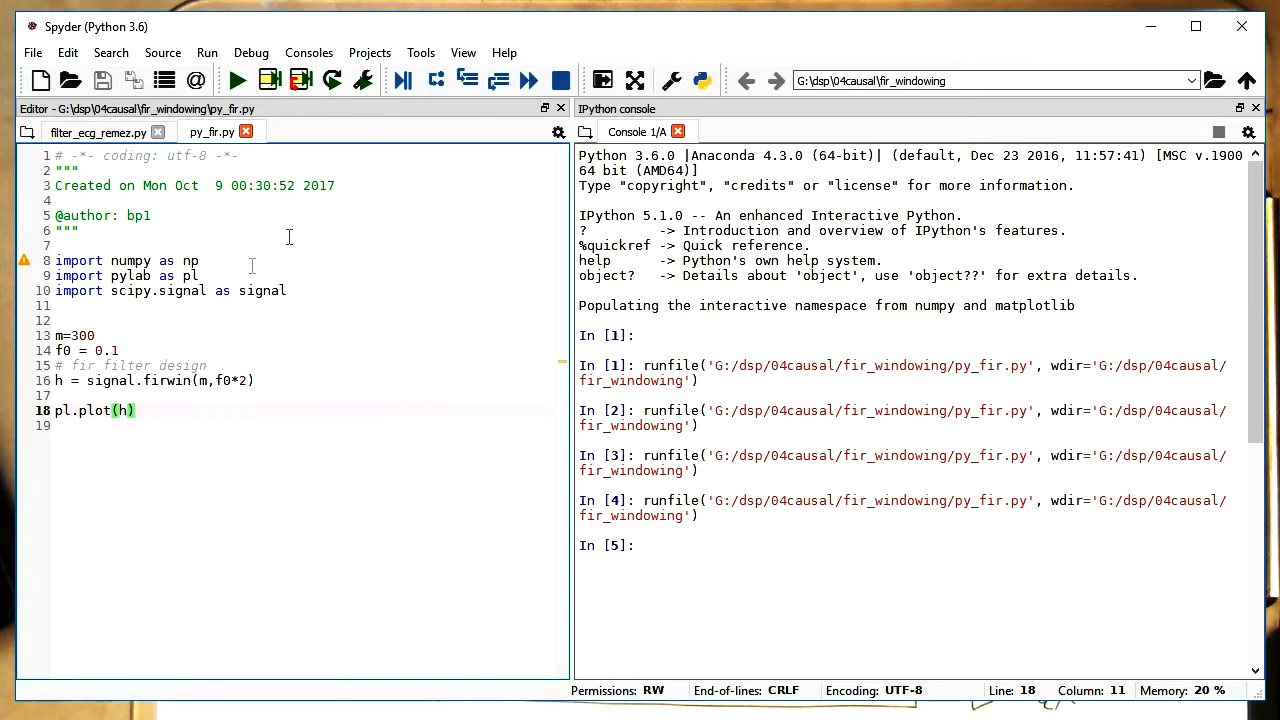 Spyder (Python 3.6)
File Edit Search Source Run Debug Consoles Projects Tools View Help
G:\dsp\04causal\fir_windowing
Editor - G:\dsp\04causal\fir_windowing\py_fir.py
filter_ecg_remez.py py_fir.py
1 # -*- coding: utf-8 -*-
2 """
3 Created on Mon Oct  9 00:30:52 2017
4
5 @author: bp1
6 """
7
8 import numpy as np
9 import pylab as pl
10 import scipy.signal as signal
11
12
13 m=300
14 f0 = 0.1
15 # fir filter design
16 h = signal.firwin(m,f0*2)
17
18 pl.plot(h)
19
IPython console
Console 1/A
Python 3.6.0 |Anaconda 4.3.0 (64-bit)| (default, Dec 23 2016, 11:57:41) [MSC v.1900
64 bit (AMD64)]
Type "copyright", "credits" or "license" for more information.
IPython 5.1.0 -- An enhanced Interactive Python.
? -> Introduction and overview of IPython's features.
%quickref -> Quick reference.
help -> Python's own help system.
object? -> Details about 'object', use 'object??' for extra details.
Populating the interactive namespace from numpy and matplotlib
In [1]:
In [1]: runfile('G:/dsp/04causal/fir_windowing/py_fir.py', wdir='G:/dsp/04causal/
fir_windowing')
In [2]: runfile('G:/dsp/04causal/fir_windowing/py_fir.py', wdir='G:/dsp/04causal/
fir_windowing')
In [3]: runfile('G:/dsp/04causal/fir_windowing/py_fir.py', wdir='G:/dsp/04causal/
fir_windowing')
In [4]: runfile('G:/dsp/04causal/fir_windowing/py_fir.py', wdir='G:/dsp/04causal/
fir_windowing')
In [5]:
Permissions: RW End-of-lines: CRLF Encoding: UTF-8 Line: 18 Column: 11 Memory: 20 %